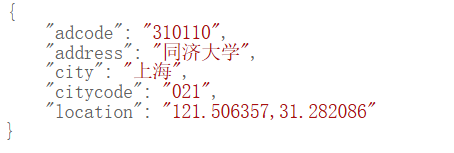 {
"adcode": "310110",
"address": "同济大学",
"city": "上海",
"citycode": "021",
"location": "121.506357,31.282086"
}